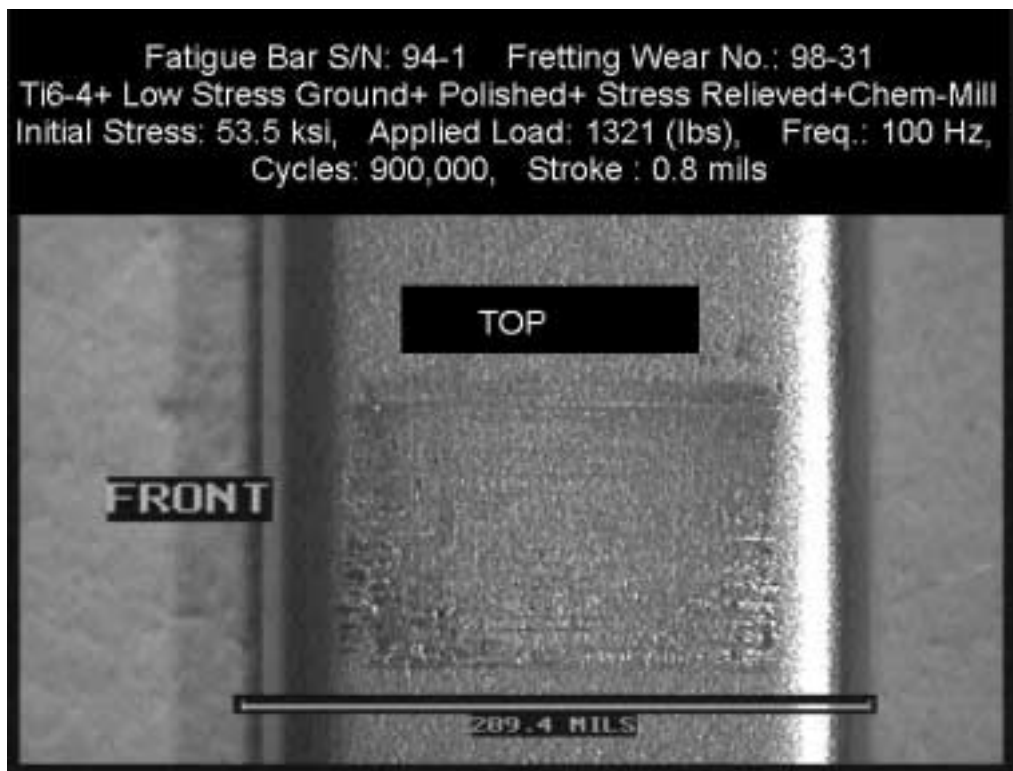 Fatigue Bar S/N: 94-1 Fretting Wear No.: 98-31
Ti6-4+ Low Stress Ground+ Polished+ Stress Relieved+Chem-Mill
Initial Stress: 53.5 ksi, Applied Load: 1321 (lbs), Freq.: 100 Hz,
Cycles: 900,000, Stroke : 0.8 mils
TOP
FRONT
209.4 MILS